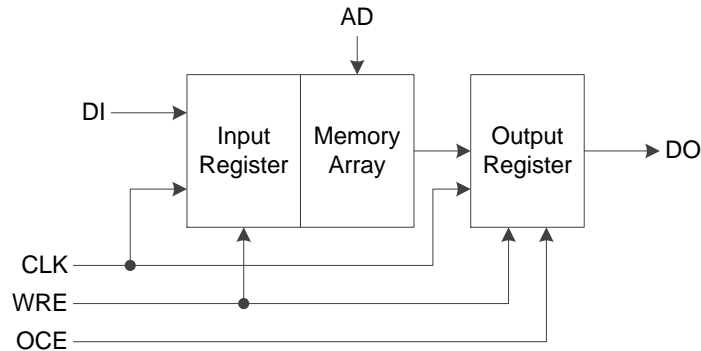 AD
DI
Input
Register
Memory
Array
Output
Register
DO
CLK
WRE
OCE